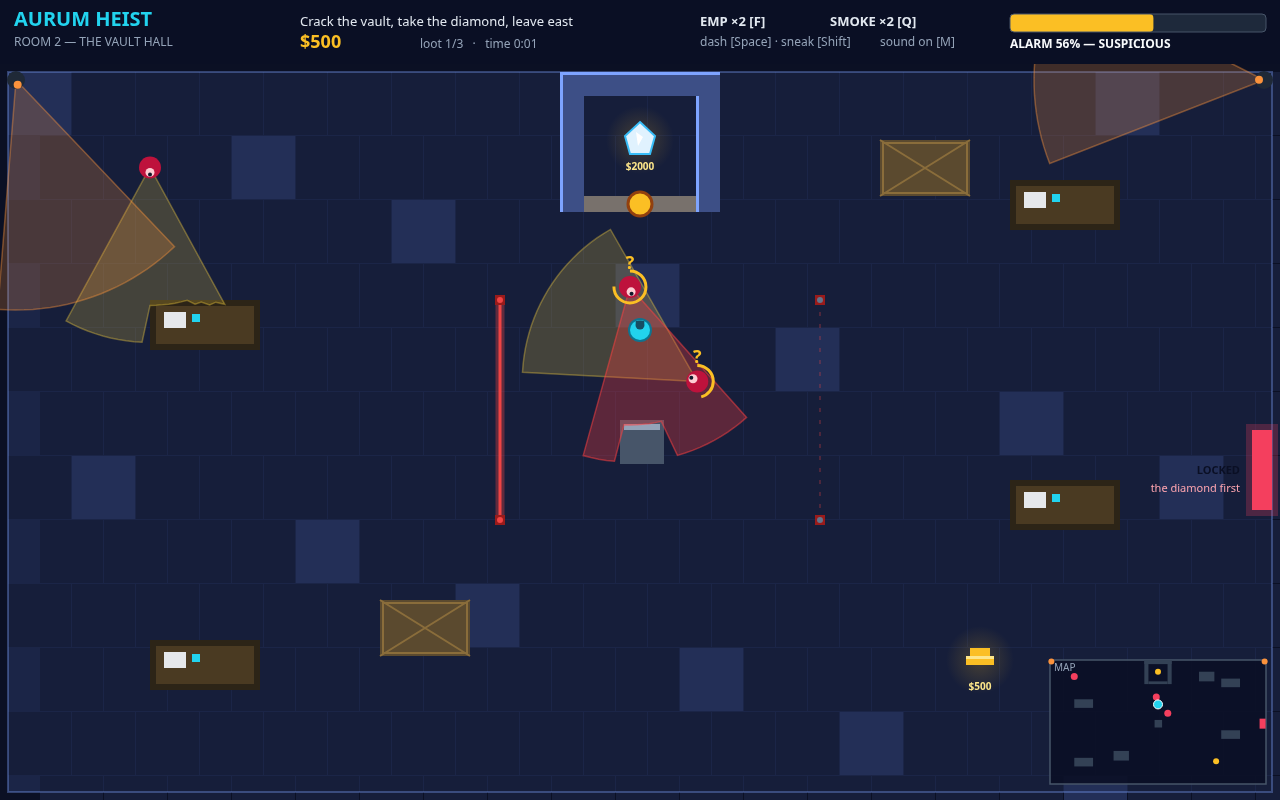 AURUM HEIST
ROOM 2 — THE VAULT HALL
Crack the vault, take the diamond, leave east
$500
loot 1/3 · time 0:01
EMP ×2 [F]
SMOKE ×2 [Q]
dash [Space] · sneak [Shift]
sound on [M]
ALARM 56% — SUSPICIOUS
$2000
?
?
LOCKED
the diamond first
$500
MAP